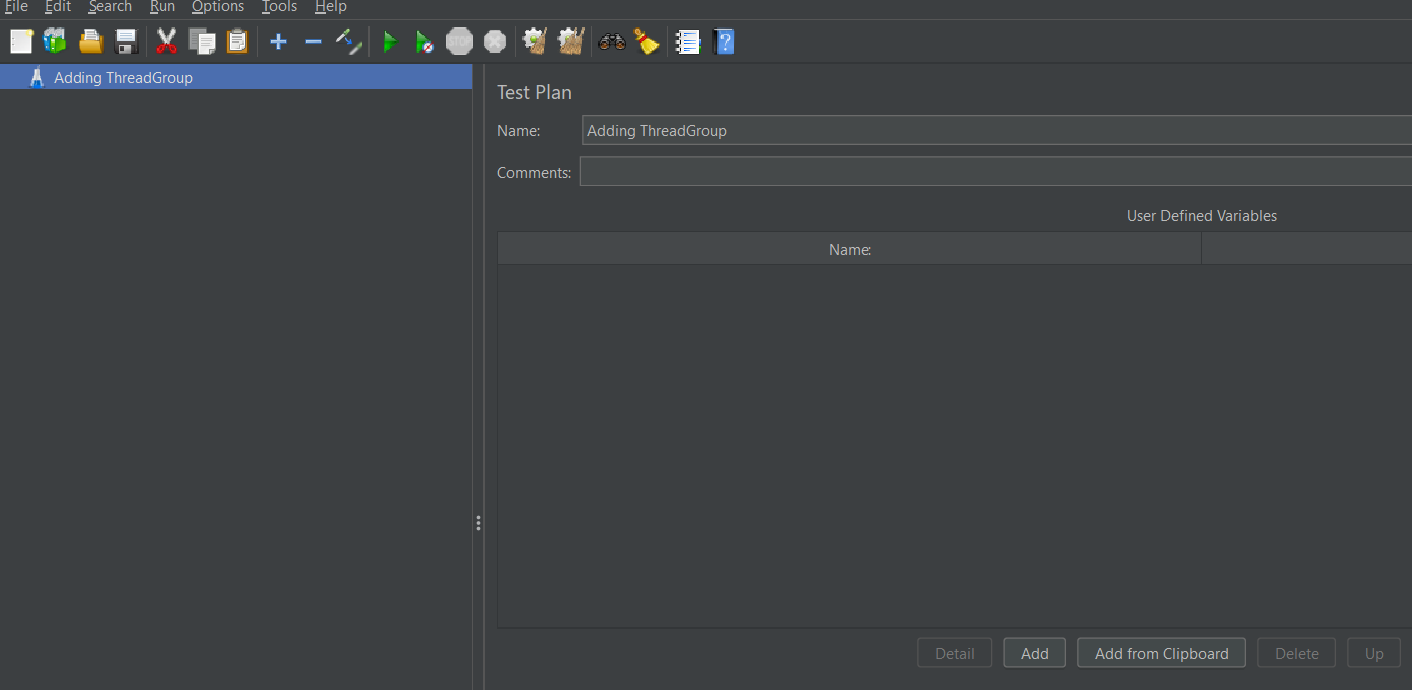 File Edit Search Run Options Tools Help
STOP
?
Adding ThreadGroup
Test Plan
Name: Adding ThreadGroup
Comments:
User Defined Variables
Name:
Detail Add Add from Clipboard Delete Up